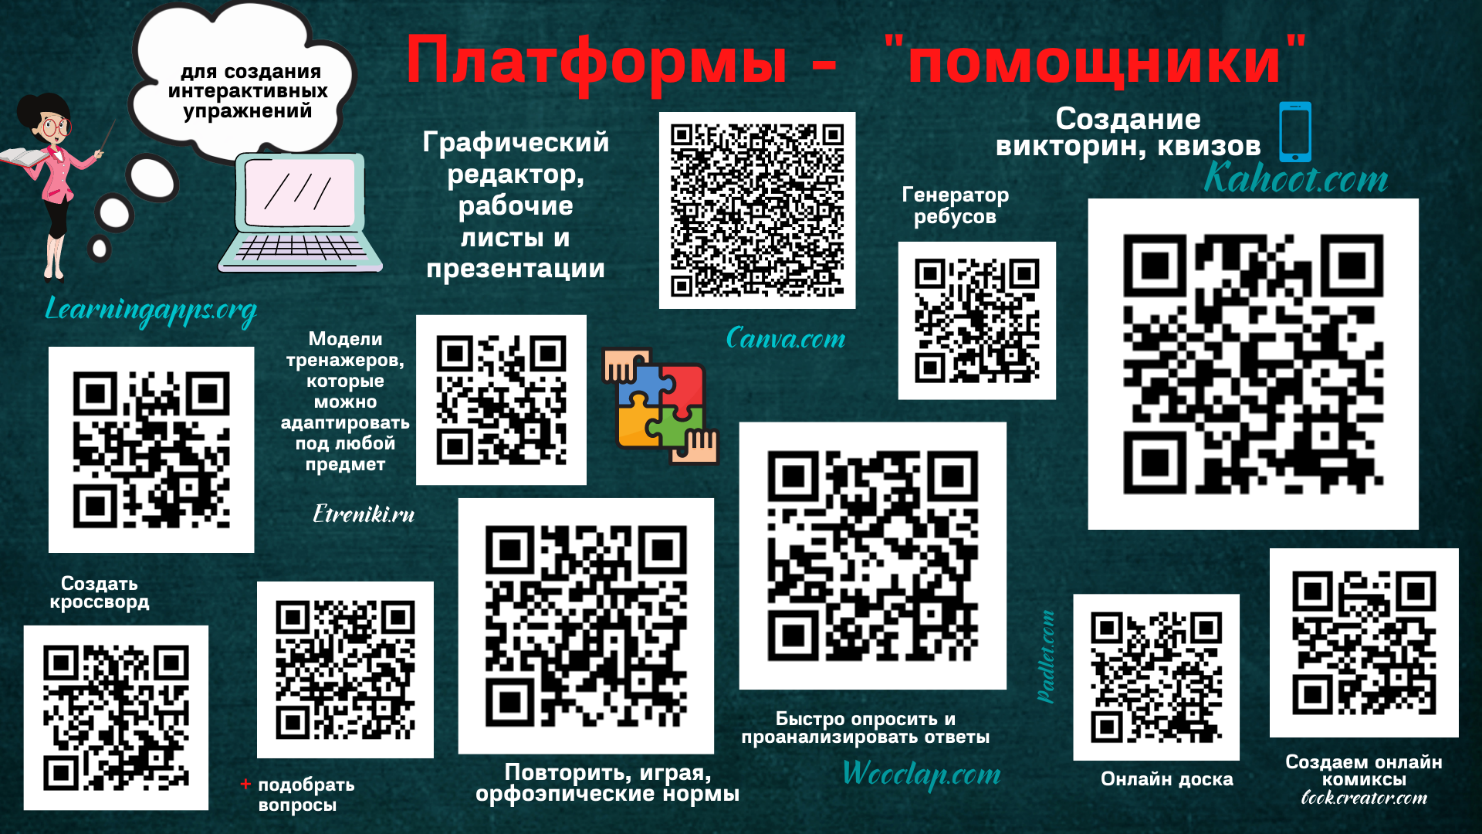 Платформы - "помощники"
для создания
интерактивных
упражнений
Learningapps.org
Графический
редактор,
рабочие
листы и
презентации
Canva.com
Создание
викторин, квизов
Kahoot.com
Генератор
ребусов
Модели
тренажеров,
которые
можно
адаптировать
под любой
предмет
Etreniki.ru
Создать
кроссворд
+ подобрать
вопросы
Повторить, играя,
орфоэпические нормы
Быстро опросить и
проанализировать ответы
Wooclap.com
Padlet.com
Онлайн доска
Создаем онлайн
комиксы
book.creator.com